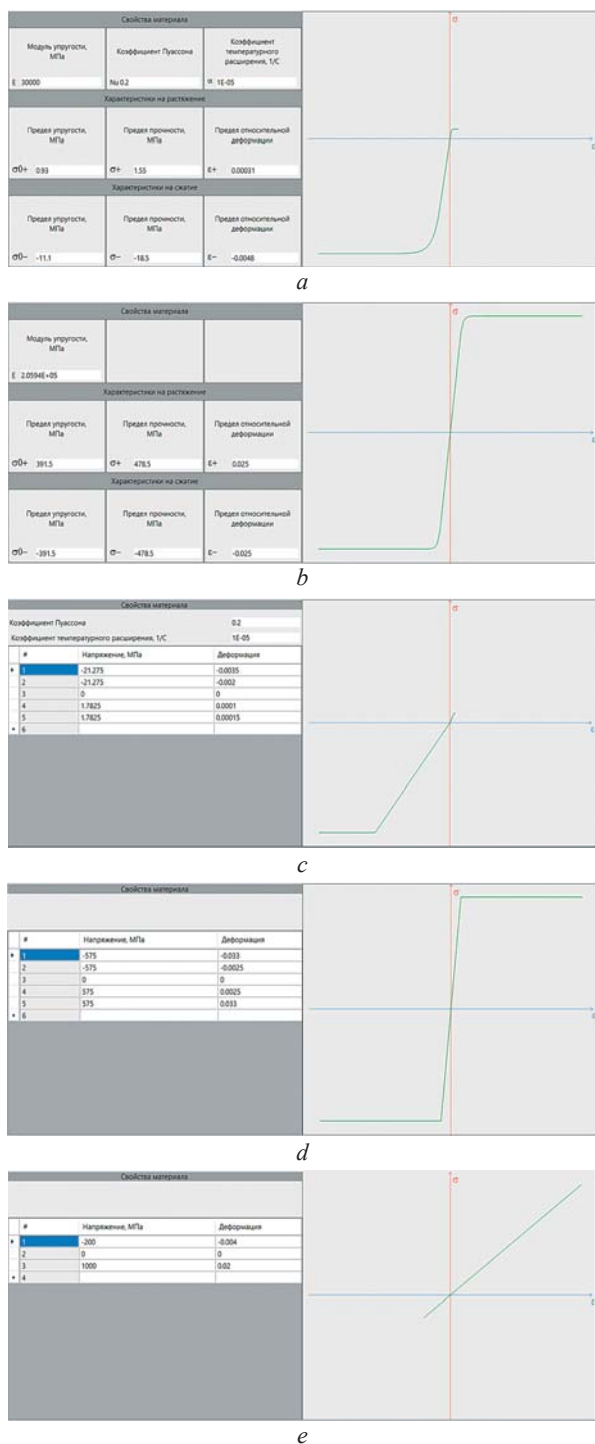 Свойства материала
σ
Модуль упругости,
МПа
Коэффициент Пуассона
Коэффициент
температурного
расширения, 1/С
E 30000
Nu 0.2
α 1E-05
Характеристики на растяжение
Предел упругости,
МПа
Предел прочности,
МПа
Предел относительной
деформации
ε
σ0+ 0.93
σ+ 1.55
ε+ 0.00031
Характеристики на сжатие
Предел упругости,
МПа
Предел прочности,
МПа
Предел относительной
деформации
σ0− -11.1
σ− -18.5
ε− -0.0048
a
Свойства материала
σ
Модуль упругости,
МПа
E 2.0594E+05
Характеристики на растяжение
Предел упругости,
МПа
Предел прочности,
МПа
Предел относительной
деформации
ε
σ0+ 391.5
σ+ 478.5
ε+ 0.025
Характеристики на сжатие
Предел упругости,
МПа
Предел прочности,
МПа
Предел относительной
деформации
σ0− -391.5
σ− -478.5
ε− -0.025
b
Свойства материала
σ
Коэффициент Пуассона 0.2
Коэффициент температурного расширения, 1/С 1E-05
# Напряжение, МПа Деформация
1 -21.275 -0.0035
2 -21.275 -0.002
3 0 0
4 1.7825 0.0001
5 1.7825 0.00015
6
ε
c
Свойства материала
σ
# Напряжение, МПа Деформация
1 -575 -0.033
2 -575 -0.0025
3 0 0
4 575 0.0025
5 575 0.033
6
ε
d
Свойства материала
σ
# Напряжение, МПа Деформация
1 -200 -0.004
2 0 0
3 1000 0.02
4
ε
e